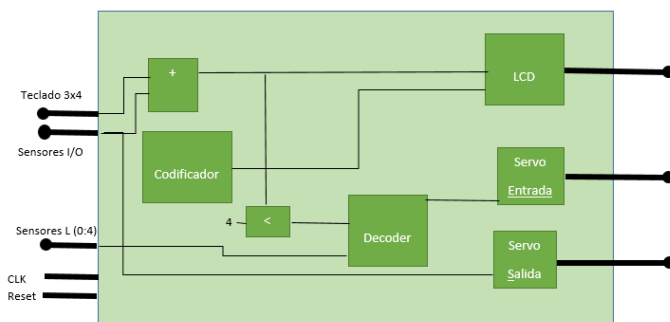 +
LCD
Teclado 3x4
Sensores I/O
Codificador
Servo
Entrada
4
<
Decoder
Sensores L (0:4)
Servo
Salida
CLK
Reset